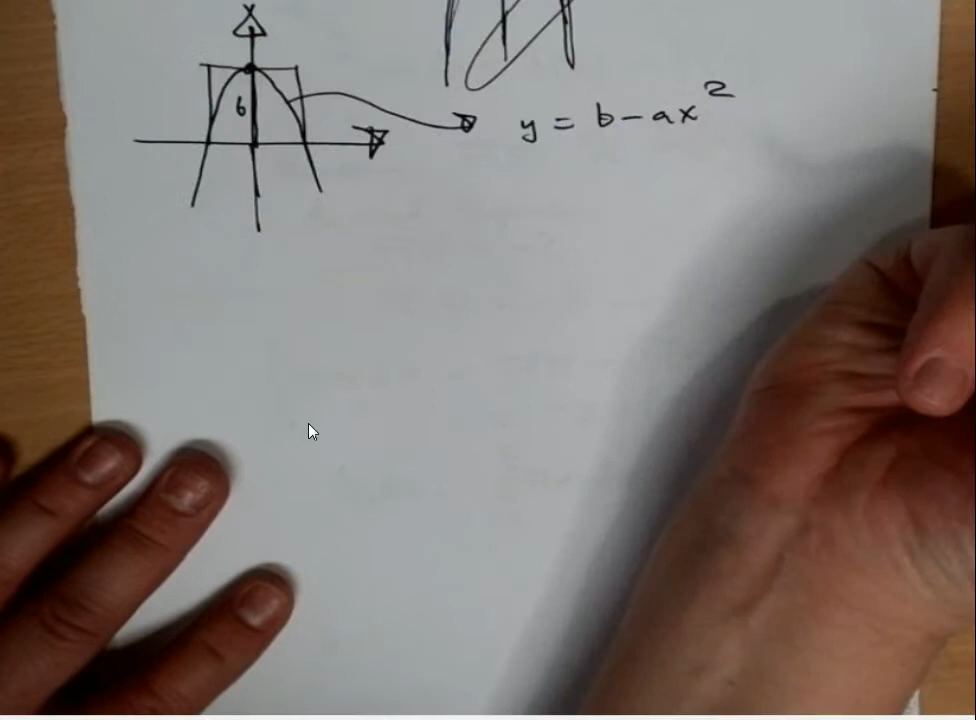 b
y = b - ax²